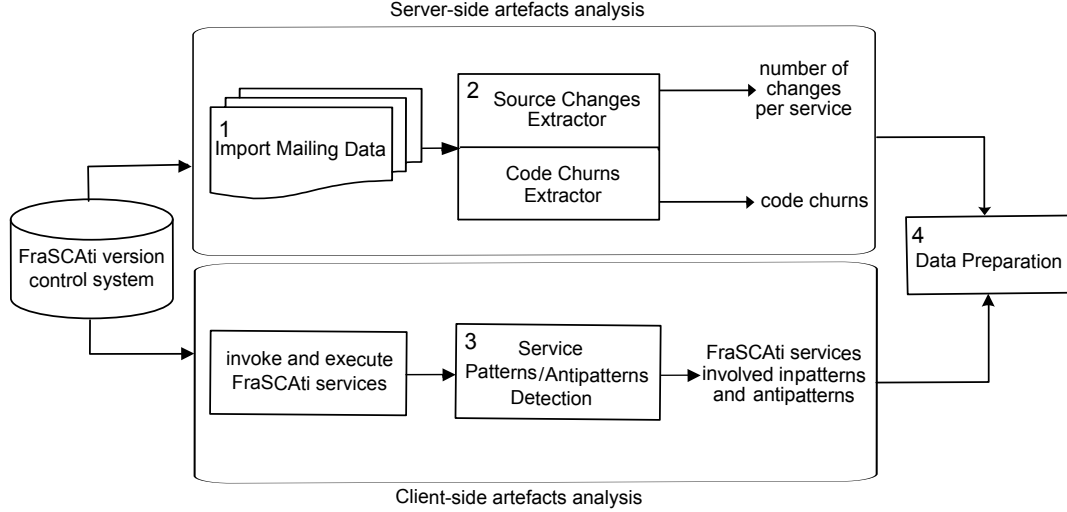 Server-side artefacts analysis
FraSCAti version
control system
1
Import Mailing Data
2
Source Changes
Extractor
Code Churns
Extractor
number of
changes
per service
code churns
invoke and execute
FraSCAti services
3
Service
Patterns/Antipatterns
Detection
FraSCAti services
involved inpatterns
and antipatterns
4
Data Preparation
Client-side artefacts analysis